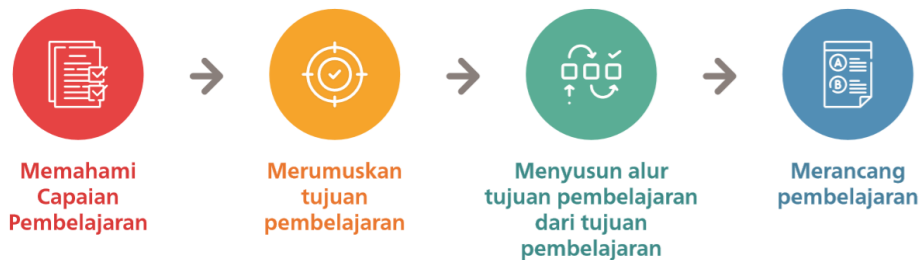 Memahami
Capaian
Pembelajaran
Merumuskan
tujuan
pembelajaran
Menyusun alur
tujuan pembelajaran
dari tujuan
pembelajaran
Merancang
pembelajaran
A
B